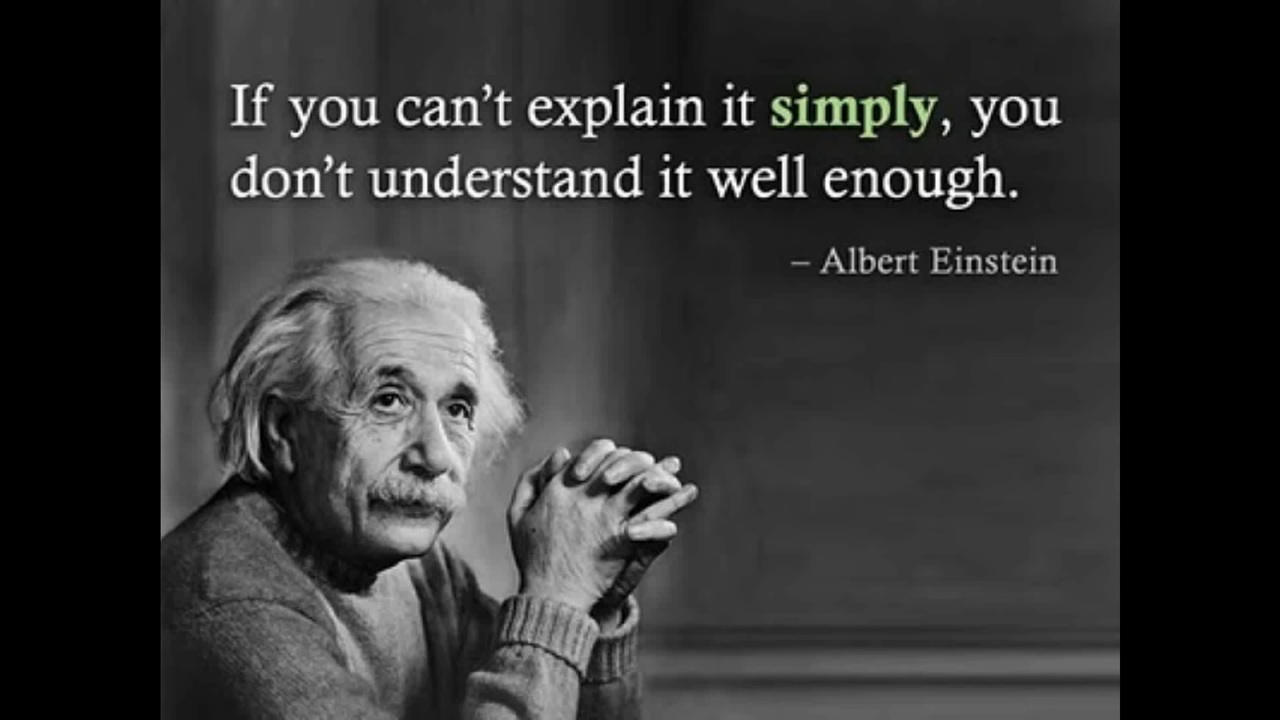 If you can’t explain it simply, you
don’t understand it well enough.
– Albert Einstein